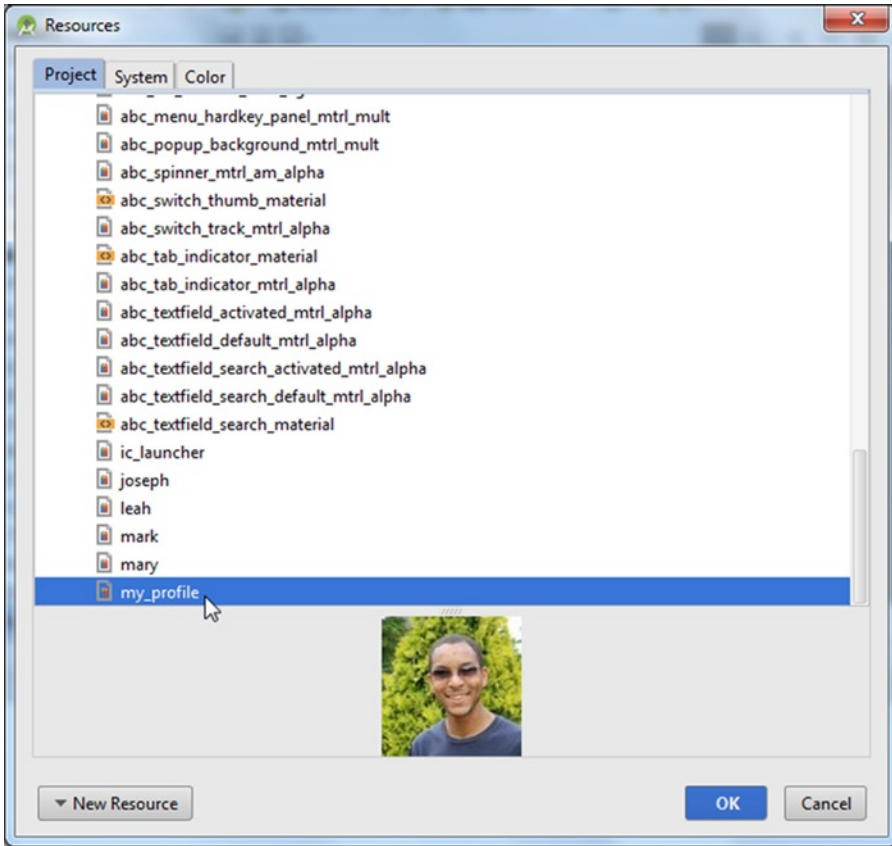 Resources
Project System Color
abc_menu_hardkey_panel_mtrl_mult
abc_popup_background_mtrl_mult
abc_spinner_mtrl_am_alpha
abc_switch_thumb_material
abc_switch_track_mtrl_alpha
abc_tab_indicator_material
abc_tab_indicator_mtrl_alpha
abc_textfield_activated_mtrl_alpha
abc_textfield_default_mtrl_alpha
abc_textfield_search_activated_mtrl_alpha
abc_textfield_search_default_mtrl_alpha
abc_textfield_search_material
ic_launcher
joseph
leah
mark
mary
my_profile
New Resource OK Cancel